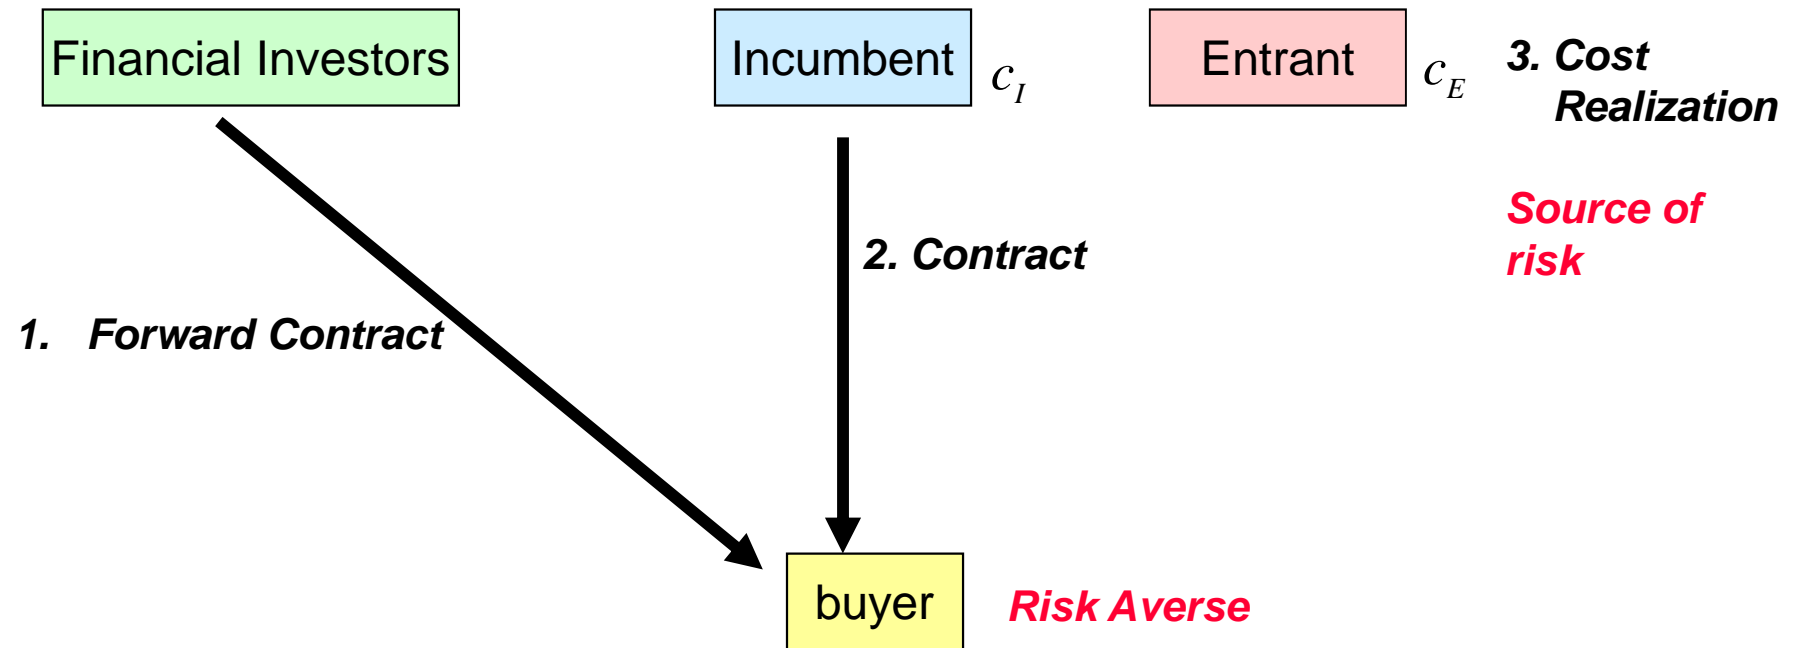 Financial Investors
Incumbent
c_I
Entrant
c_E
3. Cost
Realization
Source of
risk
2. Contract
1. Forward Contract
buyer
Risk Averse